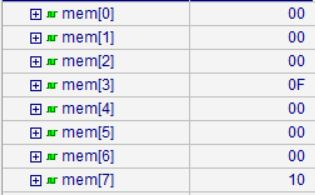 mem[0] 00
mem[1] 00
mem[2] 00
mem[3] 0F
mem[4] 00
mem[5] 00
mem[6] 00
mem[7] 10